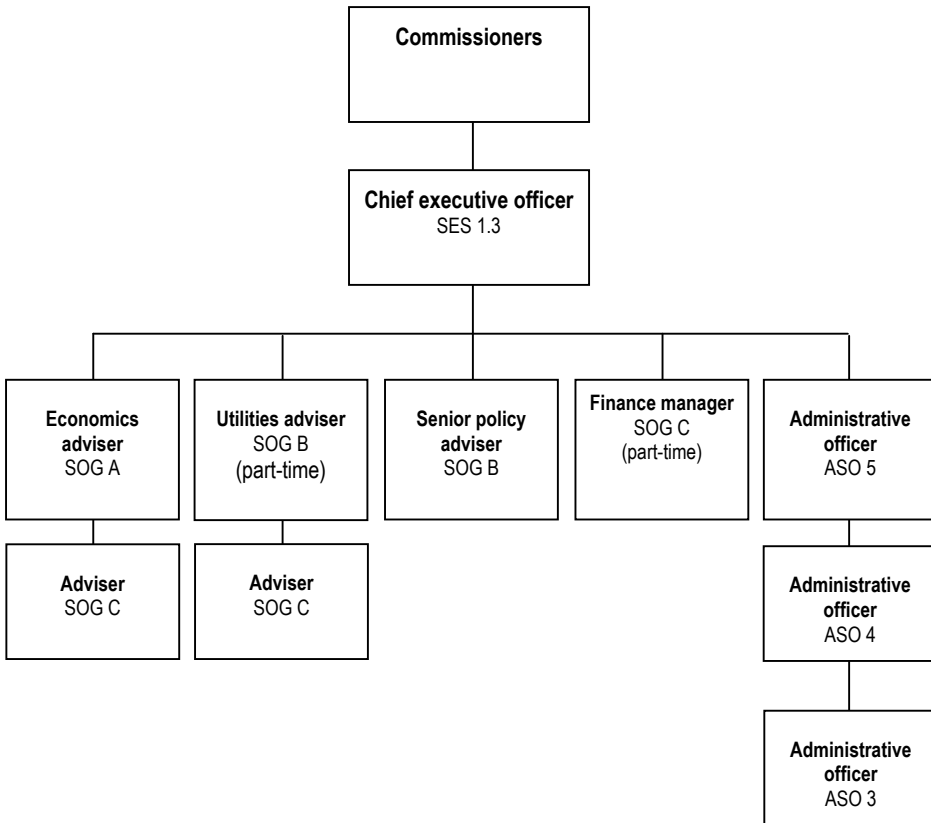 Commissioners
Chief executive officer
SES 1.3
Economics
adviser
SOG A
Utilities adviser
SOG B
(part-time)
Senior policy
adviser
SOG B
Finance manager
SOG C
(part-time)
Administrative
officer
ASO 5
Adviser
SOG C
Adviser
SOG C
Administrative
officer
ASO 4
Administrative
officer
ASO 3